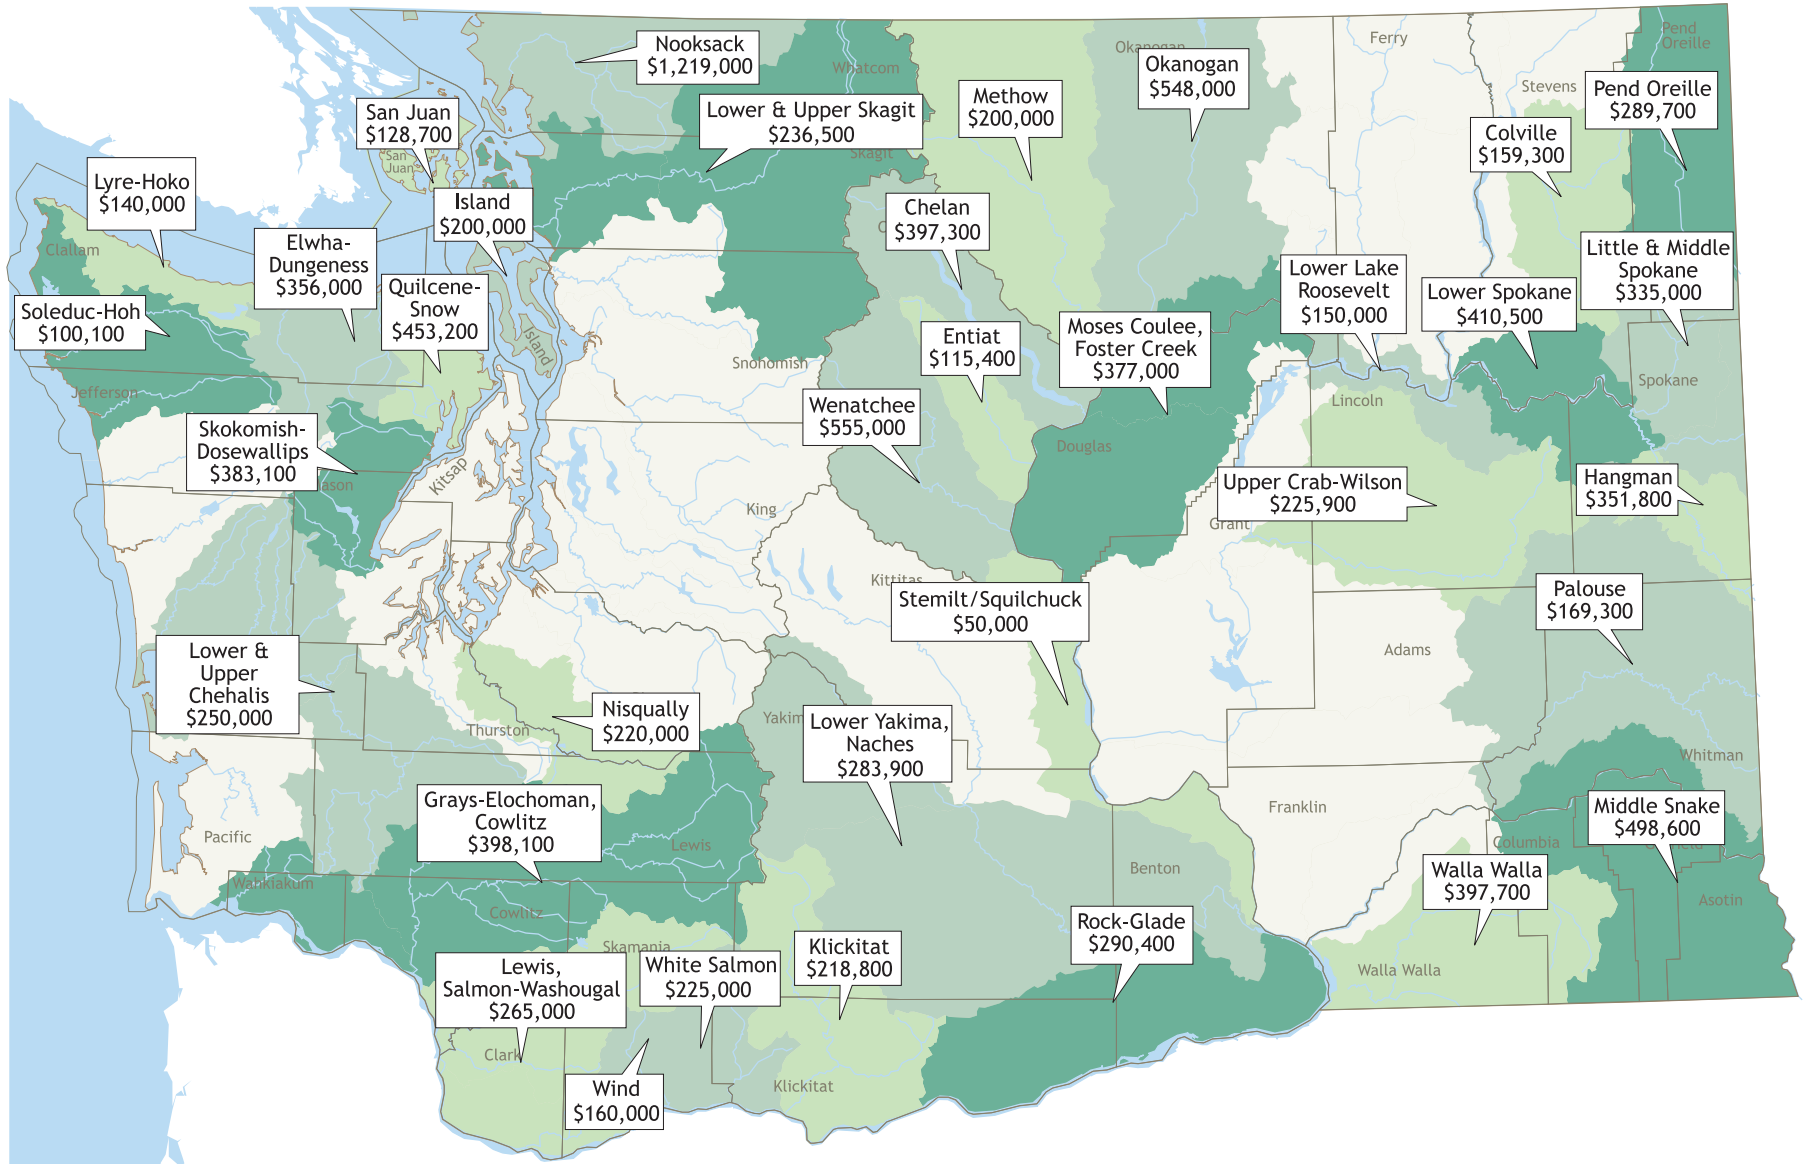 Nooksack
$1,219,000
Whatcom
Okanogan
Okanogan
$548,000
Ferry
Stevens
Pend
Oreille
Pend Oreille
$289,700
San Juan
$128,700
San
Juan
Lower & Upper Skagit
$236,500
Skagit
Methow
$200,000
Colville
$159,300
Lyre-Hoko
$140,000
Island
$200,000
Island
Chelan
$397,300
Clallam
Elwha-
Dungeness
$356,000
Quilcene-
Snow
$453,200
Soleduc-Hoh
$100,100
Lower Lake
Roosevelt
$150,000
Lower Spokane
$410,500
Little & Middle
Spokane
$335,000
Entiat
$115,400
Moses Coulee,
Foster Creek
$377,000
Snohomish
Jefferson
Spokane
Lincoln
Wenatchee
$555,000
Douglas
Skokomish-
Dosewallips
$383,100
Kitsap
Upper Crab-Wilson
$225,900
Hangman
$351,800
King
Grant
Kittitas
Stemilt/Squilchuck
$50,000
Palouse
$169,300
Adams
Lower &
Upper
Chehalis
$250,000
Nisqually
$220,000
Thurston
Lower Yakima,
Naches
$283,900
Whitman
Grays-Elochoman,
Cowlitz
$398,100
Franklin
Middle Snake
$498,600
Pacific
Lewis
Columbia
Benton
Walla Walla
$397,700
Wahkiakum
Asotin
Cowlitz
Skamania
Rock-Glade
$290,400
Klickitat
$218,800
White Salmon
$225,000
Lewis,
Salmon-Washougal
$265,000
Walla Walla
Clark
Wind
$160,000
Klickitat